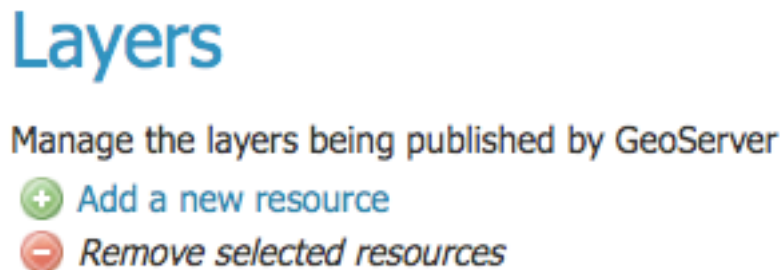 Layers
Manage the layers being published by GeoServer
Add a new resource
Remove selected resources